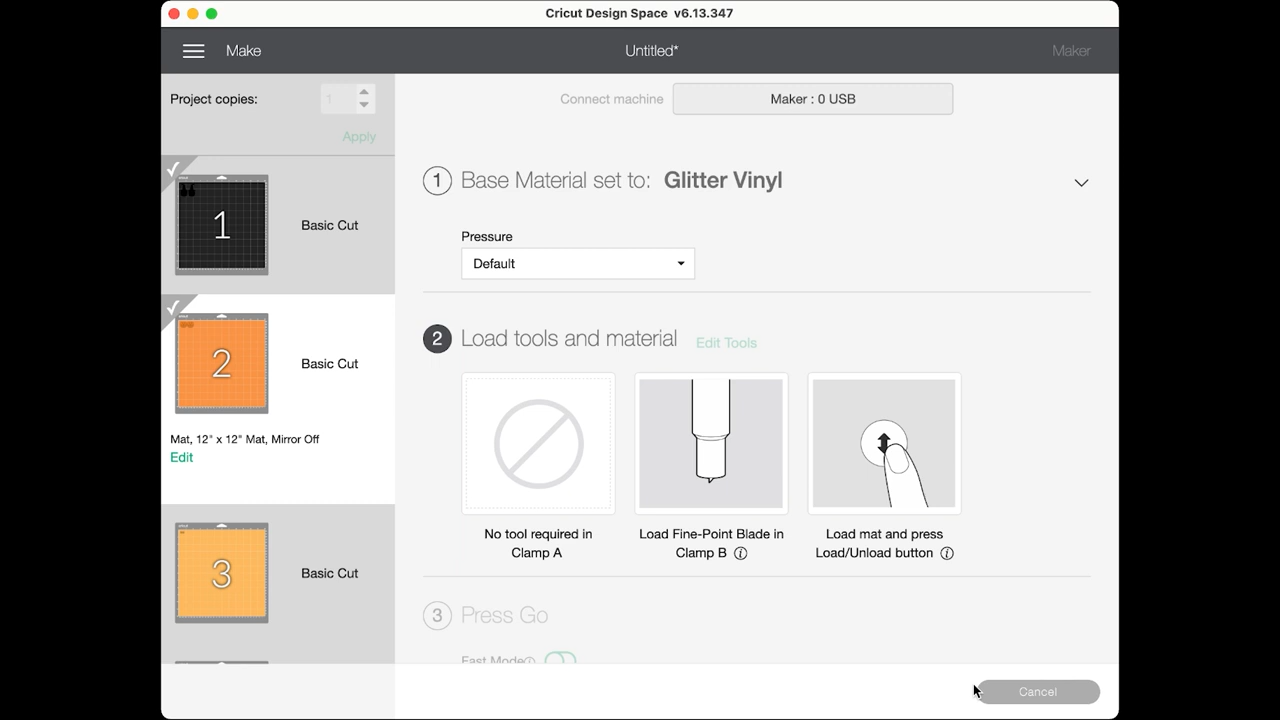 Cricut Design Space v6.13.347
Make
Untitled*
Maker
Project copies:
1
Apply
Connect machine
Maker : 0 USB
1
Basic Cut
2
Basic Cut
Mat, 12" x 12" Mat, Mirror Off
Edit
3
Basic Cut
1 Base Material set to: Glitter Vinyl
Pressure
Default
2 Load tools and material Edit Tools
No tool required in
Clamp A
Load Fine-Point Blade in
Clamp B
Load mat and press
Load/Unload button
3 Press Go
Fast Mode
Cancel